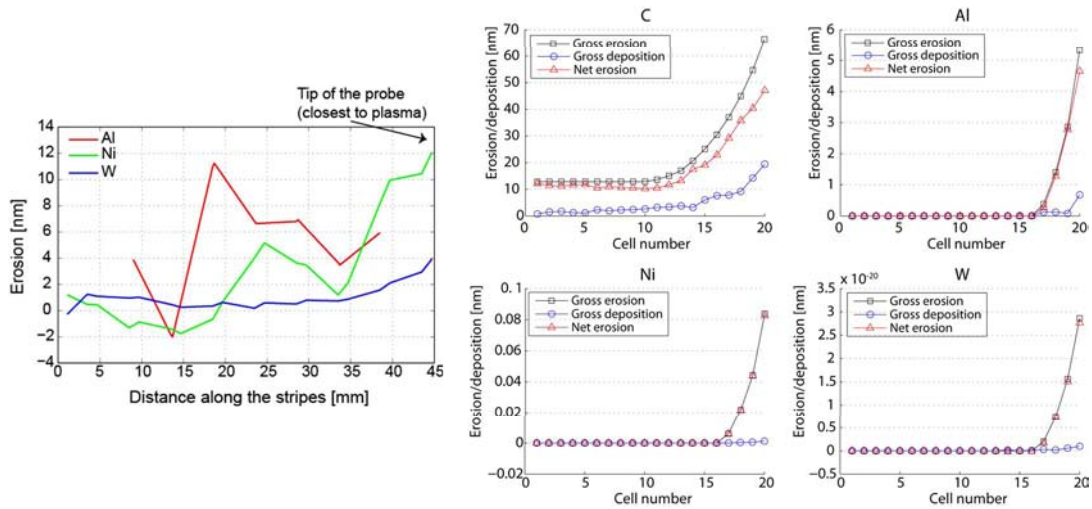 Tip of the probe
(closest to plasma)
14
12
10
8
6
4
2
0
−2
−4
Erosion [nm]
Al
Ni
W
0 5 10 15 20 25 30 35 40 45
Distance along the stripes [mm]
C
70
60
50
40
30
20
10
0
Erosion/deposition [nm]
Gross erosion
Gross deposition
Net erosion
0 5 10 15 20
Cell number
Al
6
5
4
3
2
1
0
Erosion/deposition [nm]
Gross erosion
Gross deposition
Net erosion
0 5 10 15 20
Cell number
Ni
0.1
0.08
0.06
0.04
0.02
0
−0.02
Erosion/deposition [nm]
Gross erosion
Gross deposition
Net erosion
0 5 10 15 20
Cell number
W
x 10⁻²⁰
3.5
3
2.5
2
1.5
1
0.5
0
−0.5
Erosion/deposition [nm]
Gross erosion
Gross deposition
Net erosion
0 5 10 15 20
Cell number